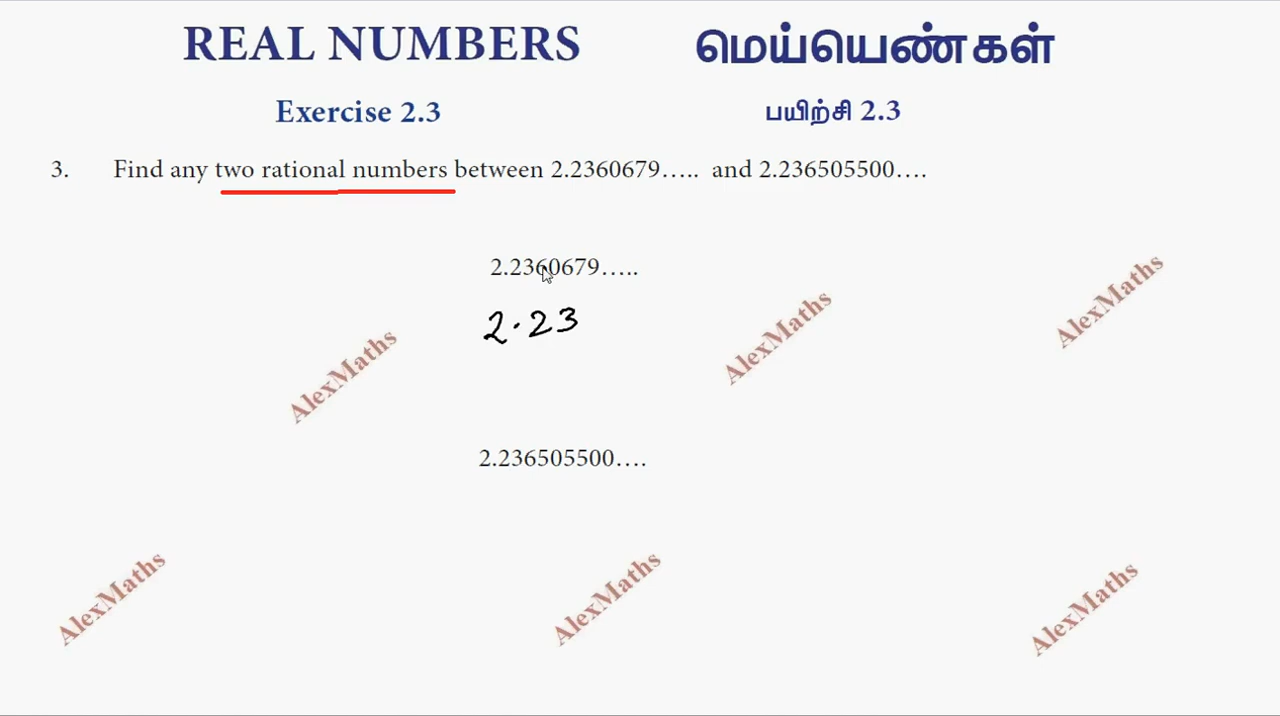 REAL NUMBERS மெய்யெண்கள்
Exercise 2.3 பயிற்சி 2.3
3. Find any two rational numbers between 2.2360679….. and 2.236505500….
2.2360679…..
2.23
AlexMaths
AlexMaths
AlexMaths
2.236505500….
AlexMaths
AlexMaths
AlexMaths